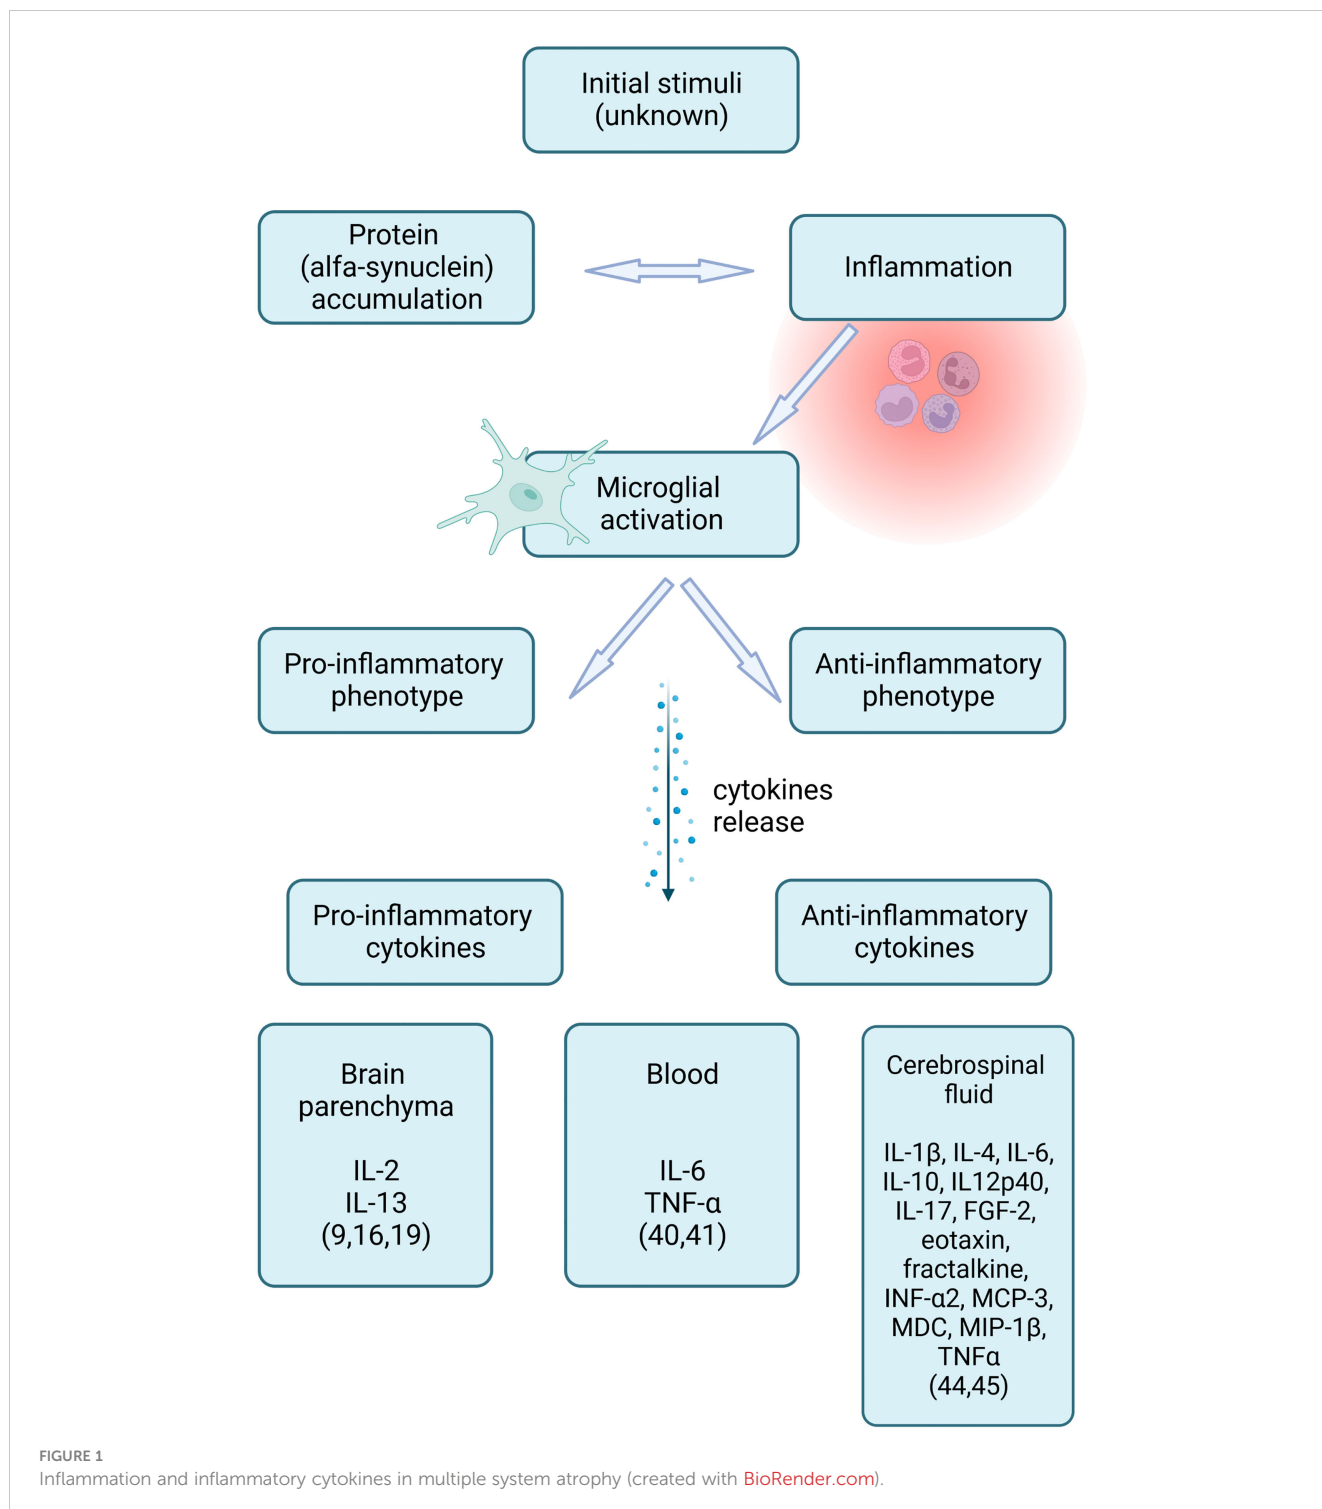 Initial stimuli
(unknown)
Protein
(alfa-synuclein)
accumulation
Inflammation
Microglial
activation
Pro-inflammatory
phenotype
Anti-inflammatory
phenotype
cytokines
release
Pro-inflammatory
cytokines
Anti-inflammatory
cytokines
Brain
parenchyma
IL-2
IL-13
(9,16,19)
Blood
IL-6
TNF-α
(40,41)
Cerebrospinal
fluid
IL-1β, IL-4, IL-6,
IL-10, IL12p40,
IL-17, FGF-2,
eotaxin,
fractalkine,
INF-α2, MCP-3,
MDC, MIP-1β,
TNFα
(44,45)
FIGURE 1
Inflammation and inflammatory cytokines in multiple system atrophy (created with BioRender.com).